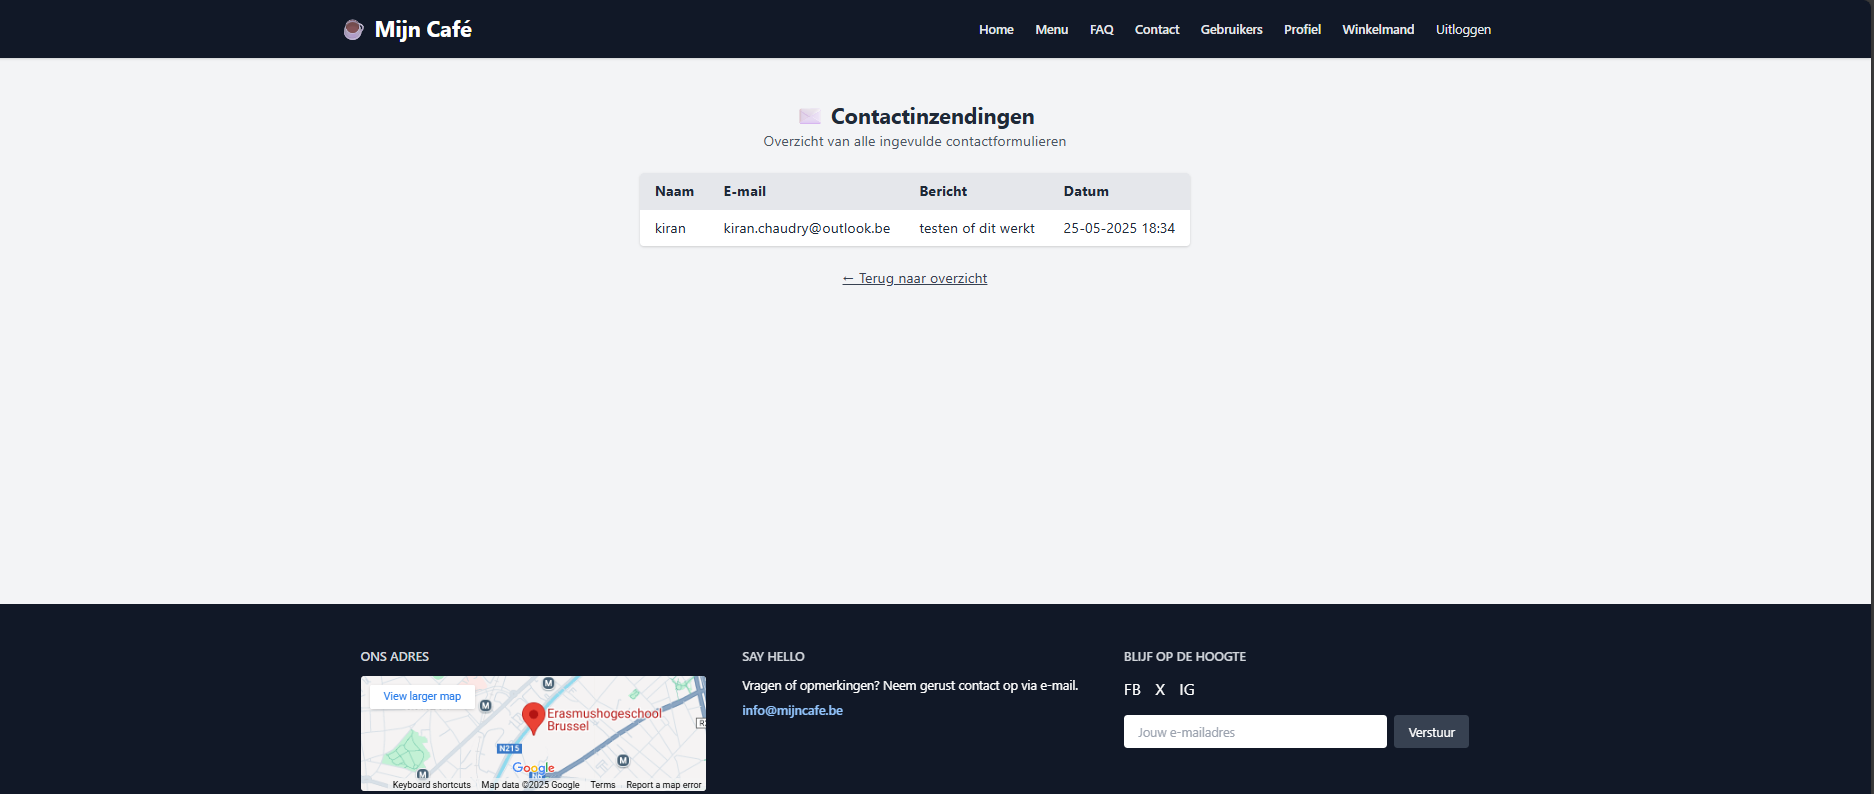 Mijn Café
Home Menu FAQ Contact Gebruikers Profiel Winkelmand Uitloggen
Contactinzendingen
Overzicht van alle ingevulde contactformulieren
Naam E-mail Bericht Datum
kiran kiran.chaudry@outlook.be testen of dit werkt 25-05-2025 18:34
← Terug naar overzicht
ONS ADRES
View larger map
M
M
Erasmushogeschool
Brussel
N215
M
M
Google
Keyboard shortcuts Map data ©2025 Google Terms Report a map error
SAY HELLO
Vragen of opmerkingen? Neem gerust contact op via e-mail.
info@mijncafe.be
BLIJF OP DE HOOGTE
FB X IG
Jouw e-mailadres Verstuur